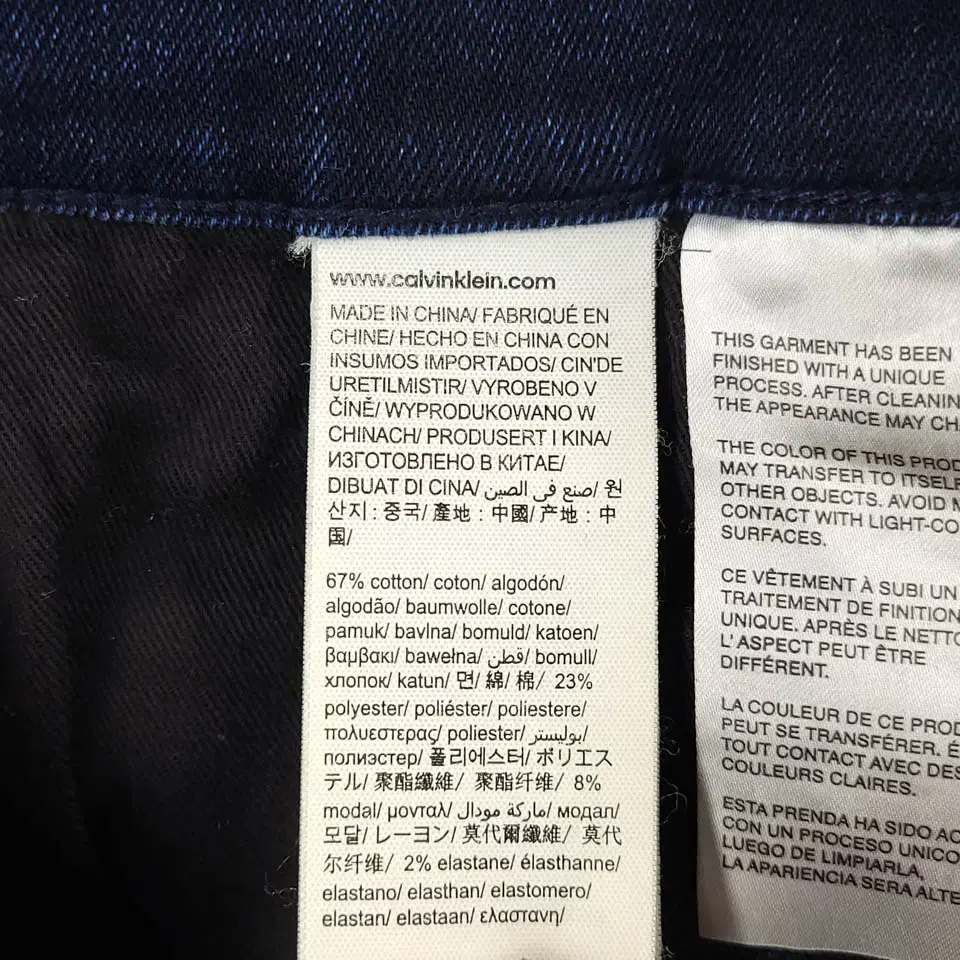 www.calvinklein.com
MADE IN CHINA/ FABRIQUÉ EN
CHINE/ HECHO EN CHINA CON
INSUMOS IMPORTADOS/ CIN'DE
URETILMISTIR/ VYROBENO V
ČÍNĚ/ WYPRODUKOWANO W
CHINACH/ PRODUSERT I KINA/
ИЗГОТОВЛЕНО В КИТАЕ/
DIBUAT DI CINA/ صنع في الصين/ 원
산지 : 중국/ 產地 : 中國/ 产地 : 中
国/
67% cotton/ coton/ algodón/
algodão/ baumwolle/ cotone/
pamuk/ bavlna/ bomuld/ katoen/
βαμβακι/ bawełna/ قطن/ bomull/
хлопок/ katun/ 면/ 綿/ 棉/ 23%
polyester/ poliéster/ poliestere/
πολυεστερας/ poliester/ بوليستر/
полиэстер/ 폴리에스터/ ポリエス
テル/ 聚酯纖維/ 聚酯纤维/ 8%
modal/ μονταλ/ ماركة مودال/ модал/
모달/ レーヨン/ 莫代爾纖維/ 莫代
尔纤维/ 2% elastane/ élasthanne/
elastano/ elasthan/ elastomero/
elastan/ elastaan/ ελαστανη/
THIS GARMENT HAS BEEN
FINISHED WITH A UNIQUE
PROCESS. AFTER CLEANIN
THE APPEARANCE MAY CH
THE COLOR OF THIS PROD
MAY TRANSFER TO ITSELF
OTHER OBJECTS. AVOID
CONTACT WITH LIGHT-CO
SURFACES.
CE VÊTEMENT À SUBI UN
TRAITEMENT DE FINITION
UNIQUE. APRÈS LE NETTO
L' ASPECT PEUT ÊTRE
DIFFÉRENT.
LA COULEUR DE CE PROD
PEUT SE TRANSFÉRER. É
TOUT CONTACT AVEC DES
COULEURS CLAIRES.
ESTA PRENDA HA SIDO AC
CON UN PROCESO UNICO
LUEGO DE LIMPIARLA,
LA APARIENCIA SERA ALTE